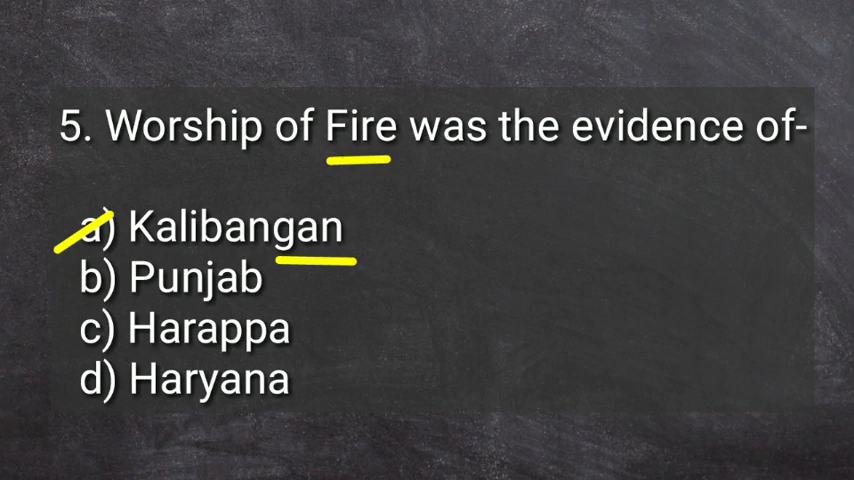 5. Worship of Fire was the evidence of-
a) Kalibangan
b) Punjab
c) Harappa
d) Haryana